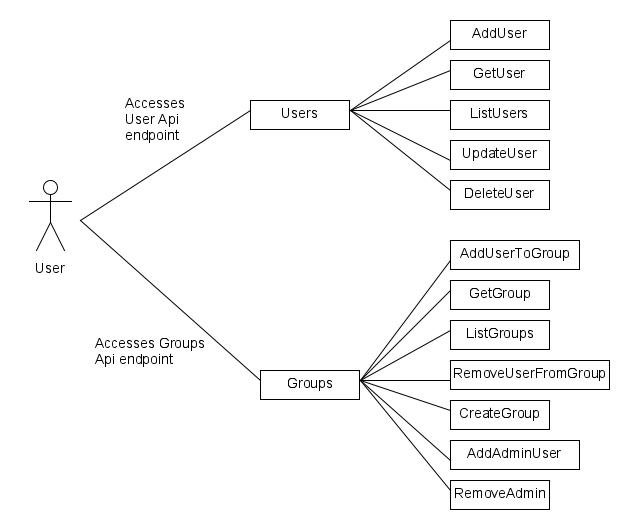 AddUser
GetUser
Accesses
User Api
endpoint
Users
ListUsers
UpdateUser
DeleteUser
User
AddUserToGroup
GetGroup
ListGroups
Accesses Groups
Api endpoint
Groups
RemoveUserFromGroup
CreateGroup
AddAdminUser
RemoveAdmin